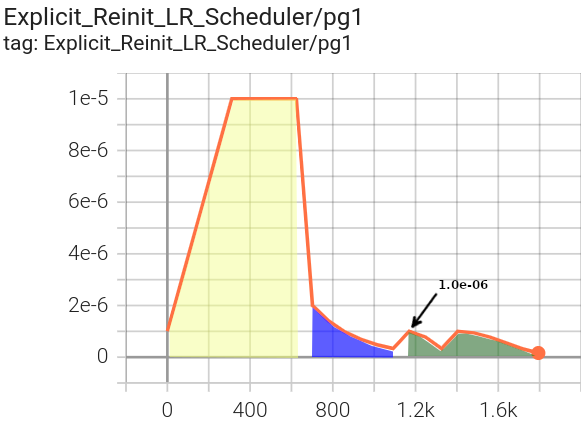 Explicit_Reinit_LR_Scheduler/pg1
tag: Explicit_Reinit_LR_Scheduler/pg1
1e-5
8e-6
6e-6
4e-6
2e-6
1.0e-06
0
0 400 800 1.2k 1.6k